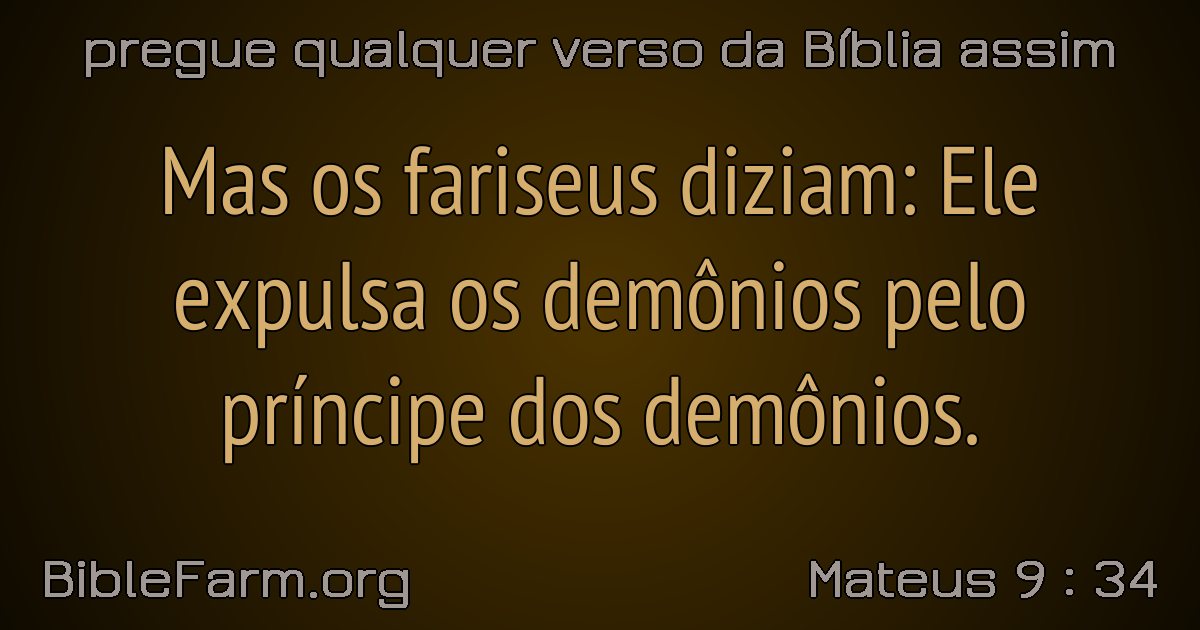 pregue qualquer verso da Bíblia assim
Mas os fariseus diziam: Ele
expulsa os demônios pelo
príncipe dos demônios.
BibleFarm.org
Mateus 9 : 34